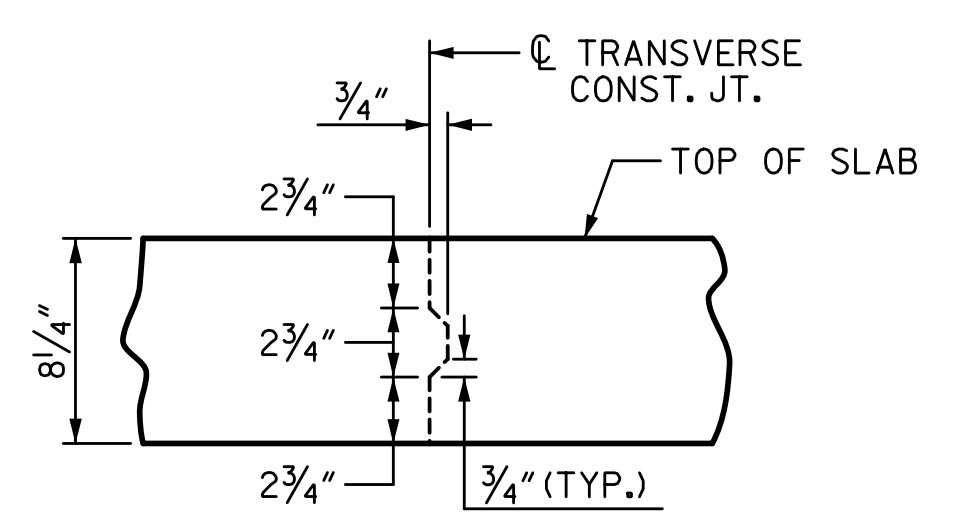 ℄ TRANSVERSE
CONST. JT.
3/4"
TOP OF SLAB
2 3/4"
8 1/4"
2 3/4"
2 3/4"
3/4" (TYP.)